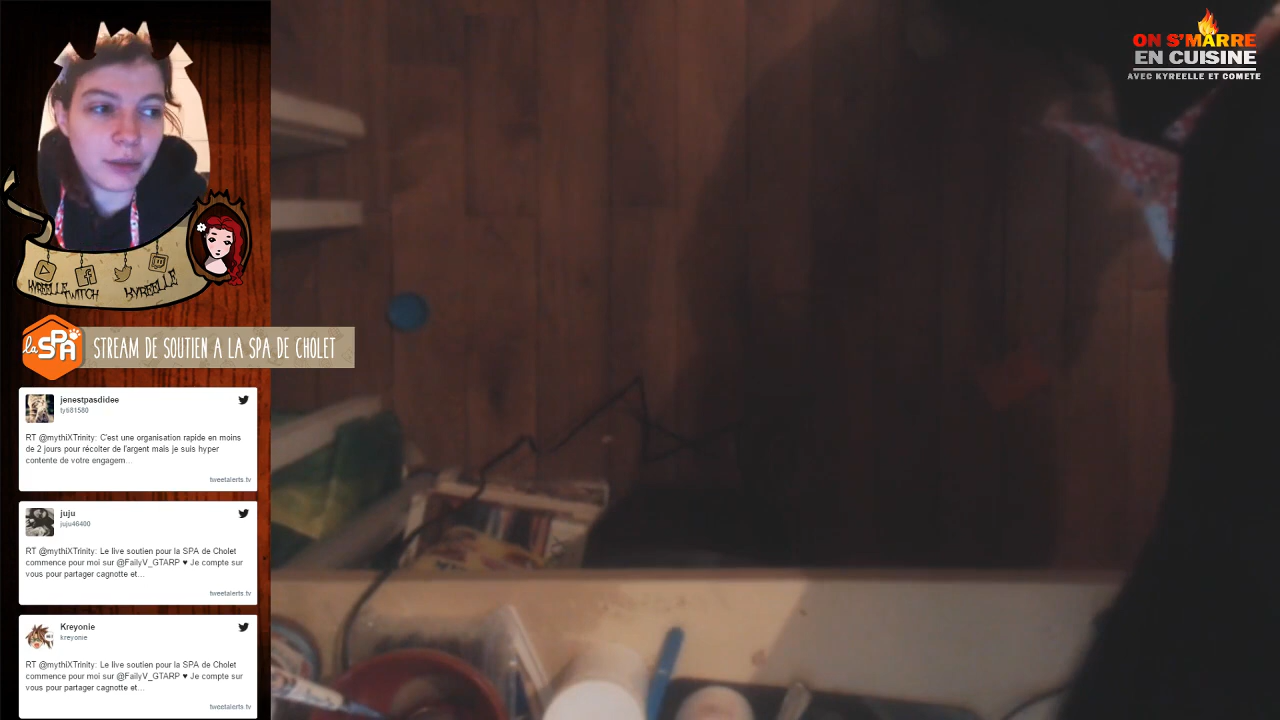 ON S'MARRE
EN CUISINE
AVEC KYREELLE ET COMETE
KYREELLE
TWITCH
KYREELLE
la SPA
STREAM DE SOUTIEN A LA SPA DE CHOLET
jenestpasdidee
tyti81580
RT @mythiXTrinity: C'est une organisation rapide en moins
de 2 jours pour récolter de l'argent mais je suis hyper
contente de votre engagem...
tweetalerts.tv
juju
juju46400
RT @mythiXTrinity: Le live soutien pour la SPA de Cholet
commence pour moi sur @FailyV_GTARP ♥ Je compte sur
vous pour partager cagnotte et...
tweetalerts.tv
Kreyonie
kreyonie
RT @mythiXTrinity: Le live soutien pour la SPA de Cholet
commence pour moi sur @FailyV_GTARP ♥ Je compte sur
vous pour partager cagnotte et...
tweetalerts.tv